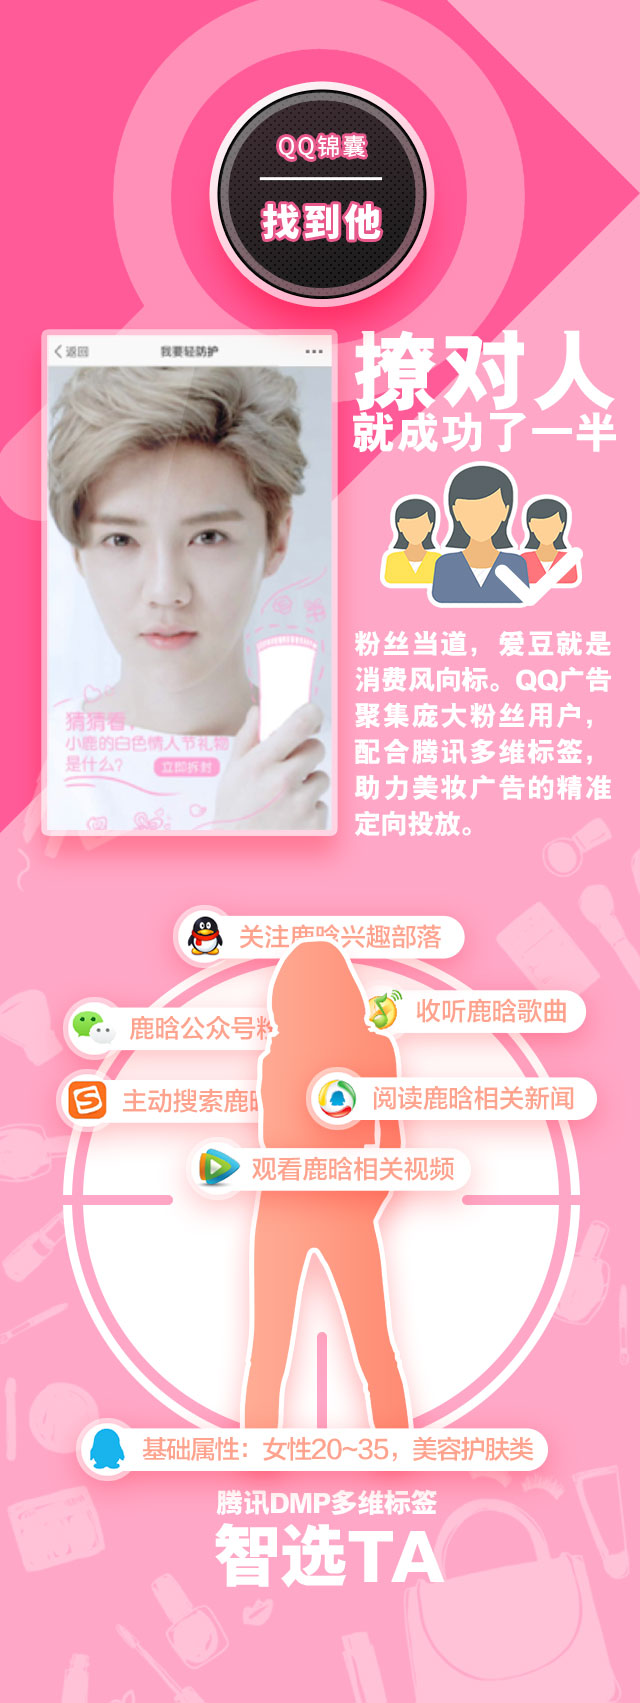 QQ锦囊
找到他
返回
我要轻防护
撩对人
就成功了一半
猜猜看，
小鹿的白色情人节礼物
是什么？
立即拆封
粉丝当道，爱豆就是
消费风向标。QQ广告
聚集庞大粉丝用户，
配合腾讯多维标签，
助力美妆广告的精准
定向投放。
关注鹿晗兴趣部落
鹿晗公众号粉
收听鹿晗歌曲
主动搜索鹿晗
阅读鹿晗相关新闻
观看鹿晗相关视频
基础属性：女性20~35，美容护肤类
腾讯DMP多维标签
智选TA